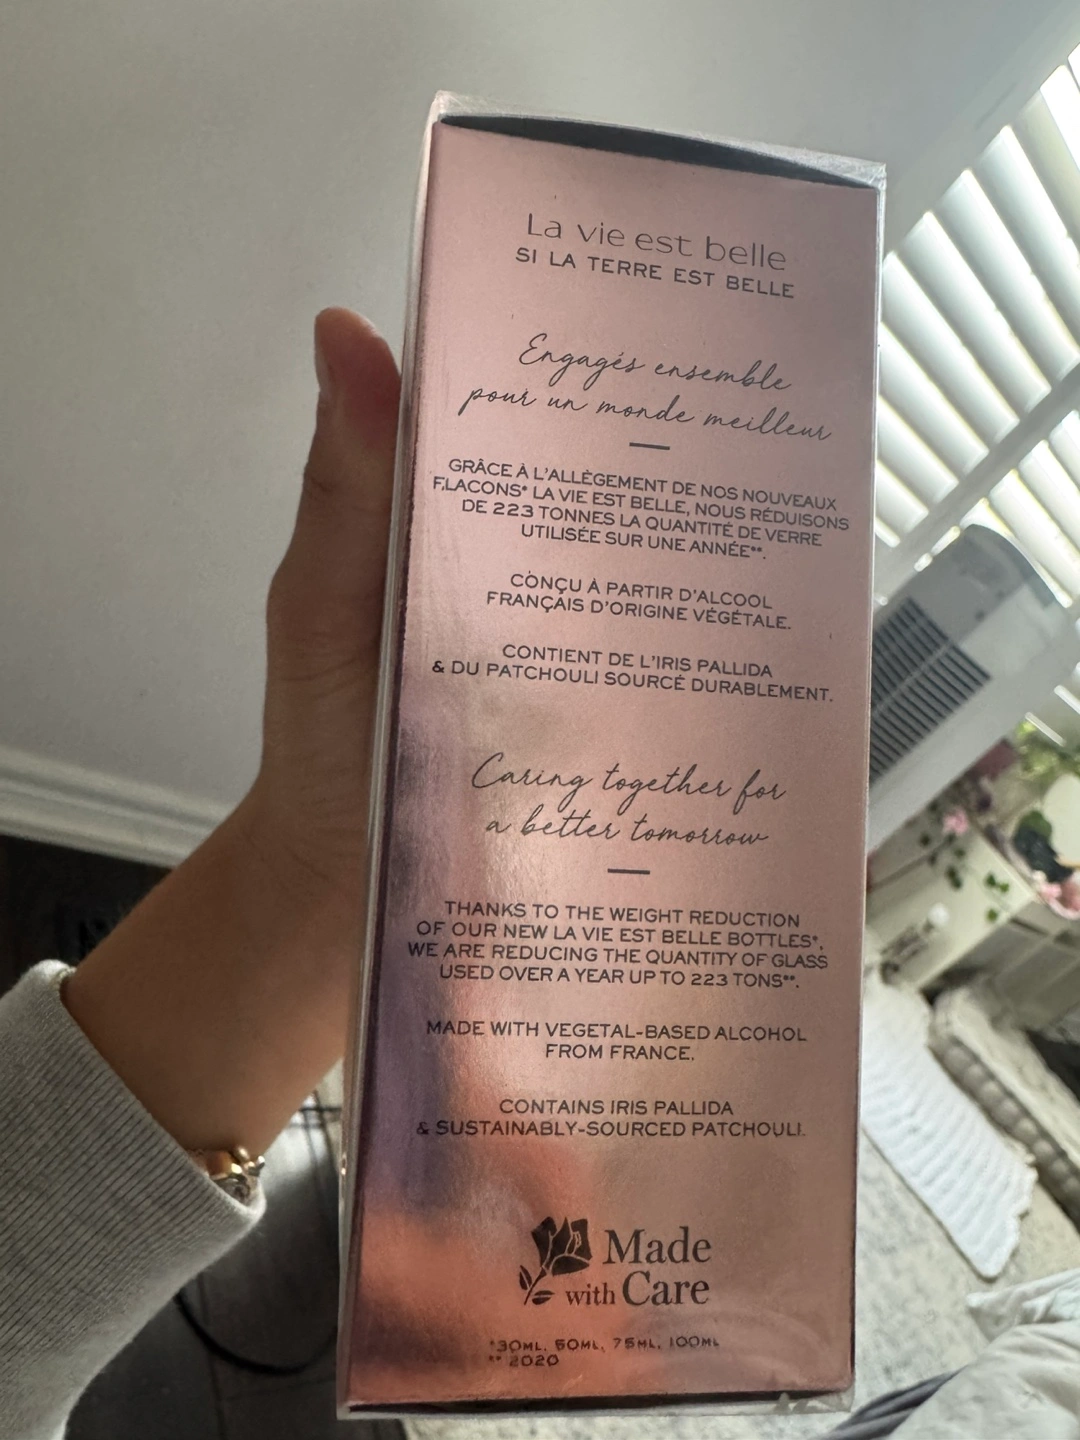 La vie est belle
SI LA TERRE EST BELLE
Engagés ensemble
pour un monde meilleur
GRÂCE À L'ALLÈGEMENT DE NOS NOUVEAUX
FLACONS* LA VIE EST BELLE, NOUS RÉDUISONS
DE 223 TONNES LA QUANTITÉ DE VERRE
UTILISÉE SUR UNE ANNÉE**.
CONÇU À PARTIR D'ALCOOL
FRANÇAIS D'ORIGINE VÉGÉTALE.
CONTIENT DE L'IRIS PALLIDA
& DU PATCHOULI SOURCÉ DURABLEMENT.
Caring together for
a better tomorrow
THANKS TO THE WEIGHT REDUCTION
OF OUR NEW LA VIE EST BELLE BOTTLES*,
WE ARE REDUCING THE QUANTITY OF GLASS
USED OVER A YEAR UP TO 223 TONS**.
MADE WITH VEGETAL-BASED ALCOHOL
FROM FRANCE.
CONTAINS IRIS PALLIDA
& SUSTAINABLY-SOURCED PATCHOULI.
Made
with Care
*30ML, 50ML, 75ML, 100ML
** 2020